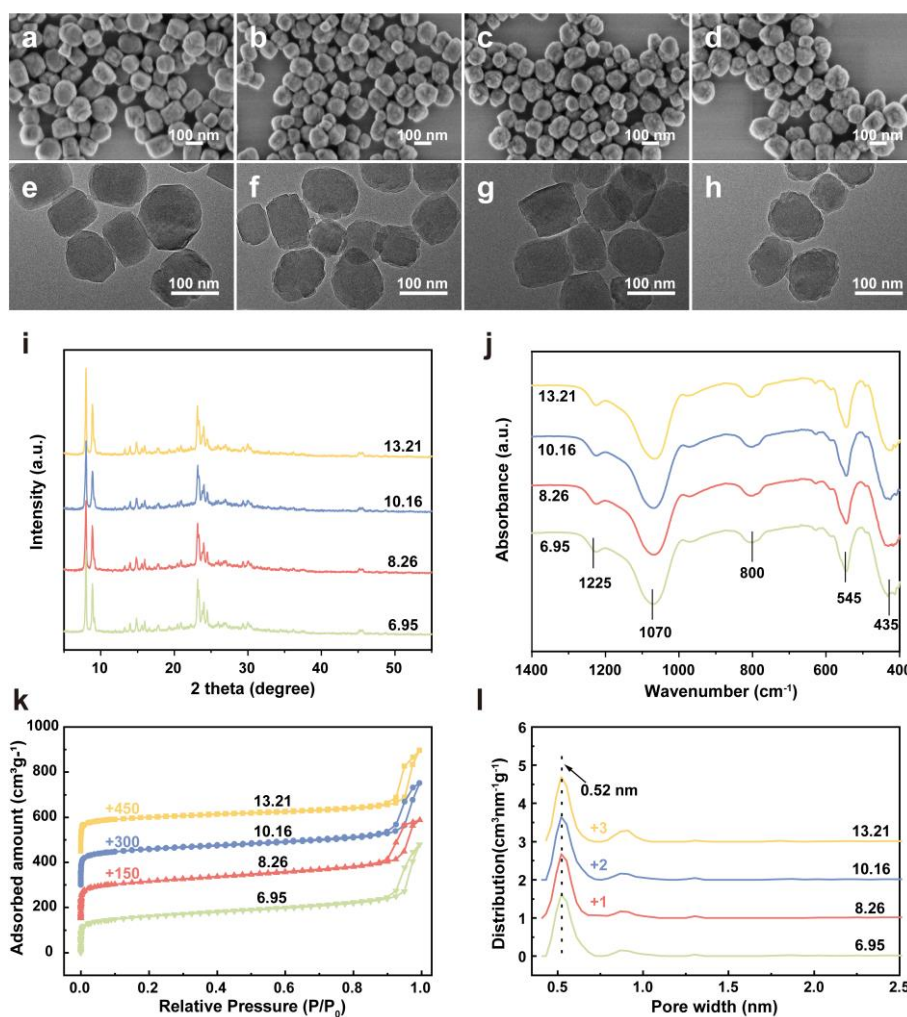 a b c d
100 nm 100 nm 100 nm 100 nm
e f g h
100 nm 100 nm 100 nm 100 nm
i
Intensity (a.u.)
13.21
10.16
8.26
6.95
10 20 30 40 50
2 theta (degree)
j
Absorbance (a.u.)
13.21
10.16
8.26
6.95
1225
1070
800
545
435
1400 1200 1000 800 600 400
Wavenumber (cm⁻¹)
k
Adsorbed amount (cm³g⁻¹)
1000
800
600
400
200
0
+450 13.21
+300 10.16
+150 8.26
6.95
0.0 0.2 0.4 0.6 0.8 1.0
Relative Pressure (P/P₀)
l
Distribution(cm³nm⁻¹g⁻¹)
6
5
4
3
2
1
0
0.52 nm
+3 13.21
+2 10.16
+1 8.26
6.95
0.5 1.0 1.5 2.0 2.5
Pore width (nm)